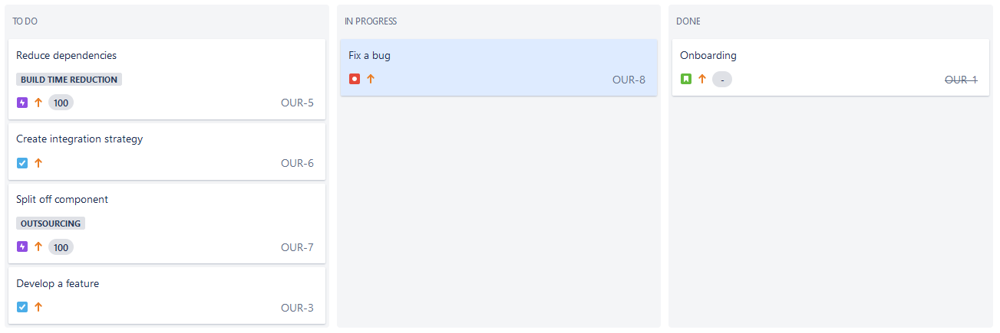 TO DO
Reduce dependencies
BUILD TIME REDUCTION
100
OUR-5
Create integration strategy
OUR-6
Split off component
OUTSOURCING
100
OUR-7
Develop a feature
OUR-3
IN PROGRESS
Fix a bug
OUR-8
DONE
Onboarding
-
OUR-1